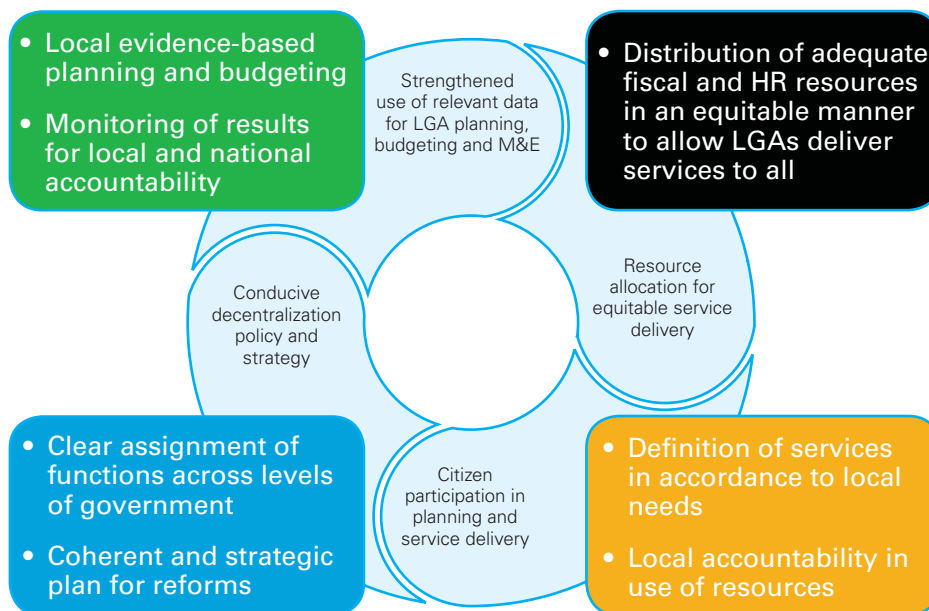 • Local evidence-based
planning and budgeting
• Monitoring of results
for local and national
accountability
Strengthened
use of relevant data
for LGA planning,
budgeting and M&E
• Distribution of adequate
fiscal and HR resources
in an equitable manner
to allow LGAs deliver
services to all
Conducive
decentralization
policy and
strategy
Resource
allocation for
equitable service
delivery
• Clear assignment of
functions across levels
of government
• Coherent and strategic
plan for reforms
Citizen
participation in
planning and
service delivery
• Definition of services
in accordance to local
needs
• Local accountability in
use of resources